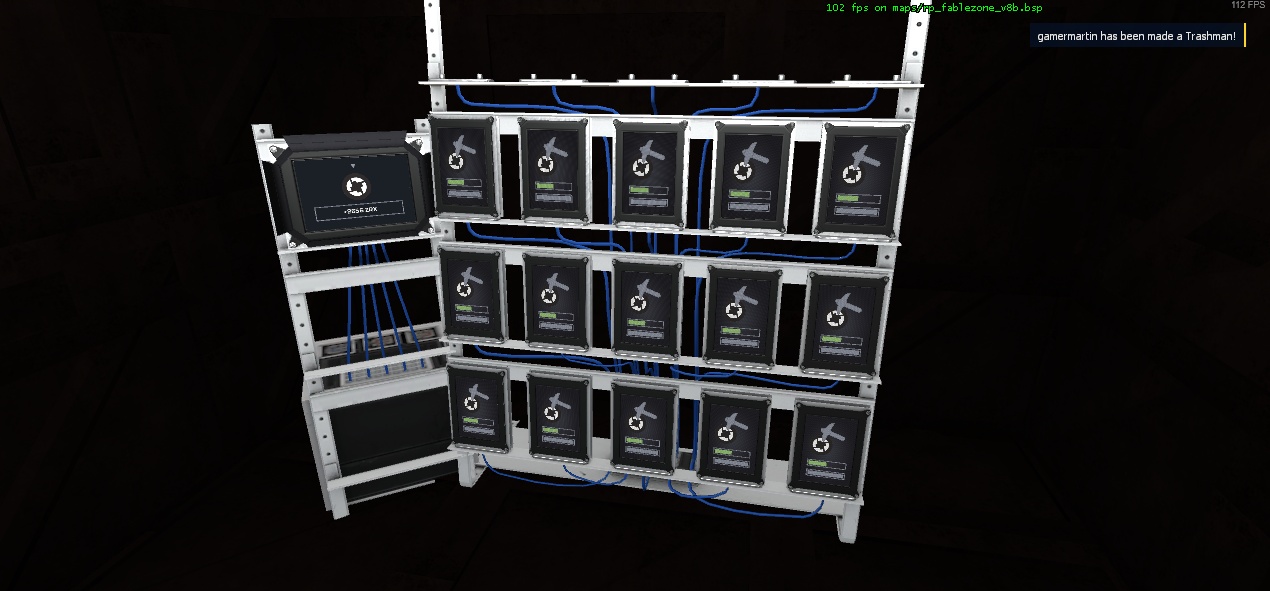 102 fps on maps/rp_fablezone_v8b.bsp
112 FPS
gamermartin has been made a Trashman!